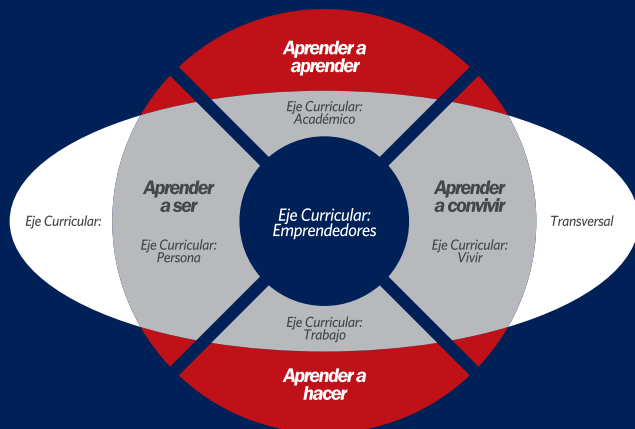 Aprender a
aprender
Eje Curricular:
Académico
Aprender
a ser
Eje Curricular:
Persona
Eje Curricular:
Eje Curricular:
Emprendedores
Aprender
a convivir
Eje Curricular:
Vivir
Transversal
Eje Curricular:
Trabajo
Aprender a
hacer